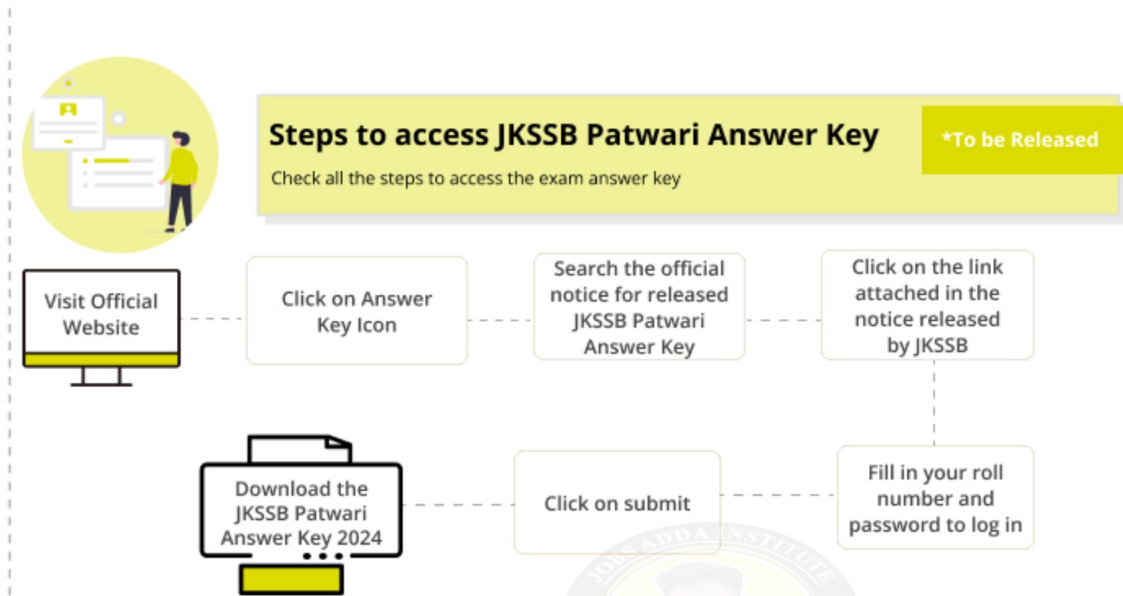 Steps to access JKSSB Patwari Answer Key
*To be Released
Check all the steps to access the exam answer key
Visit Official
Website
Click on Answer
Key Icon
Search the official
notice for released
JKSSB Patwari
Answer Key
Click on the link
attached in the
notice released
by JKSSB
Fill in your roll
number and
password to log in
Click on submit
Download the
JKSSB Patwari
Answer Key 2024
JOBS ADDA INSTITUTE